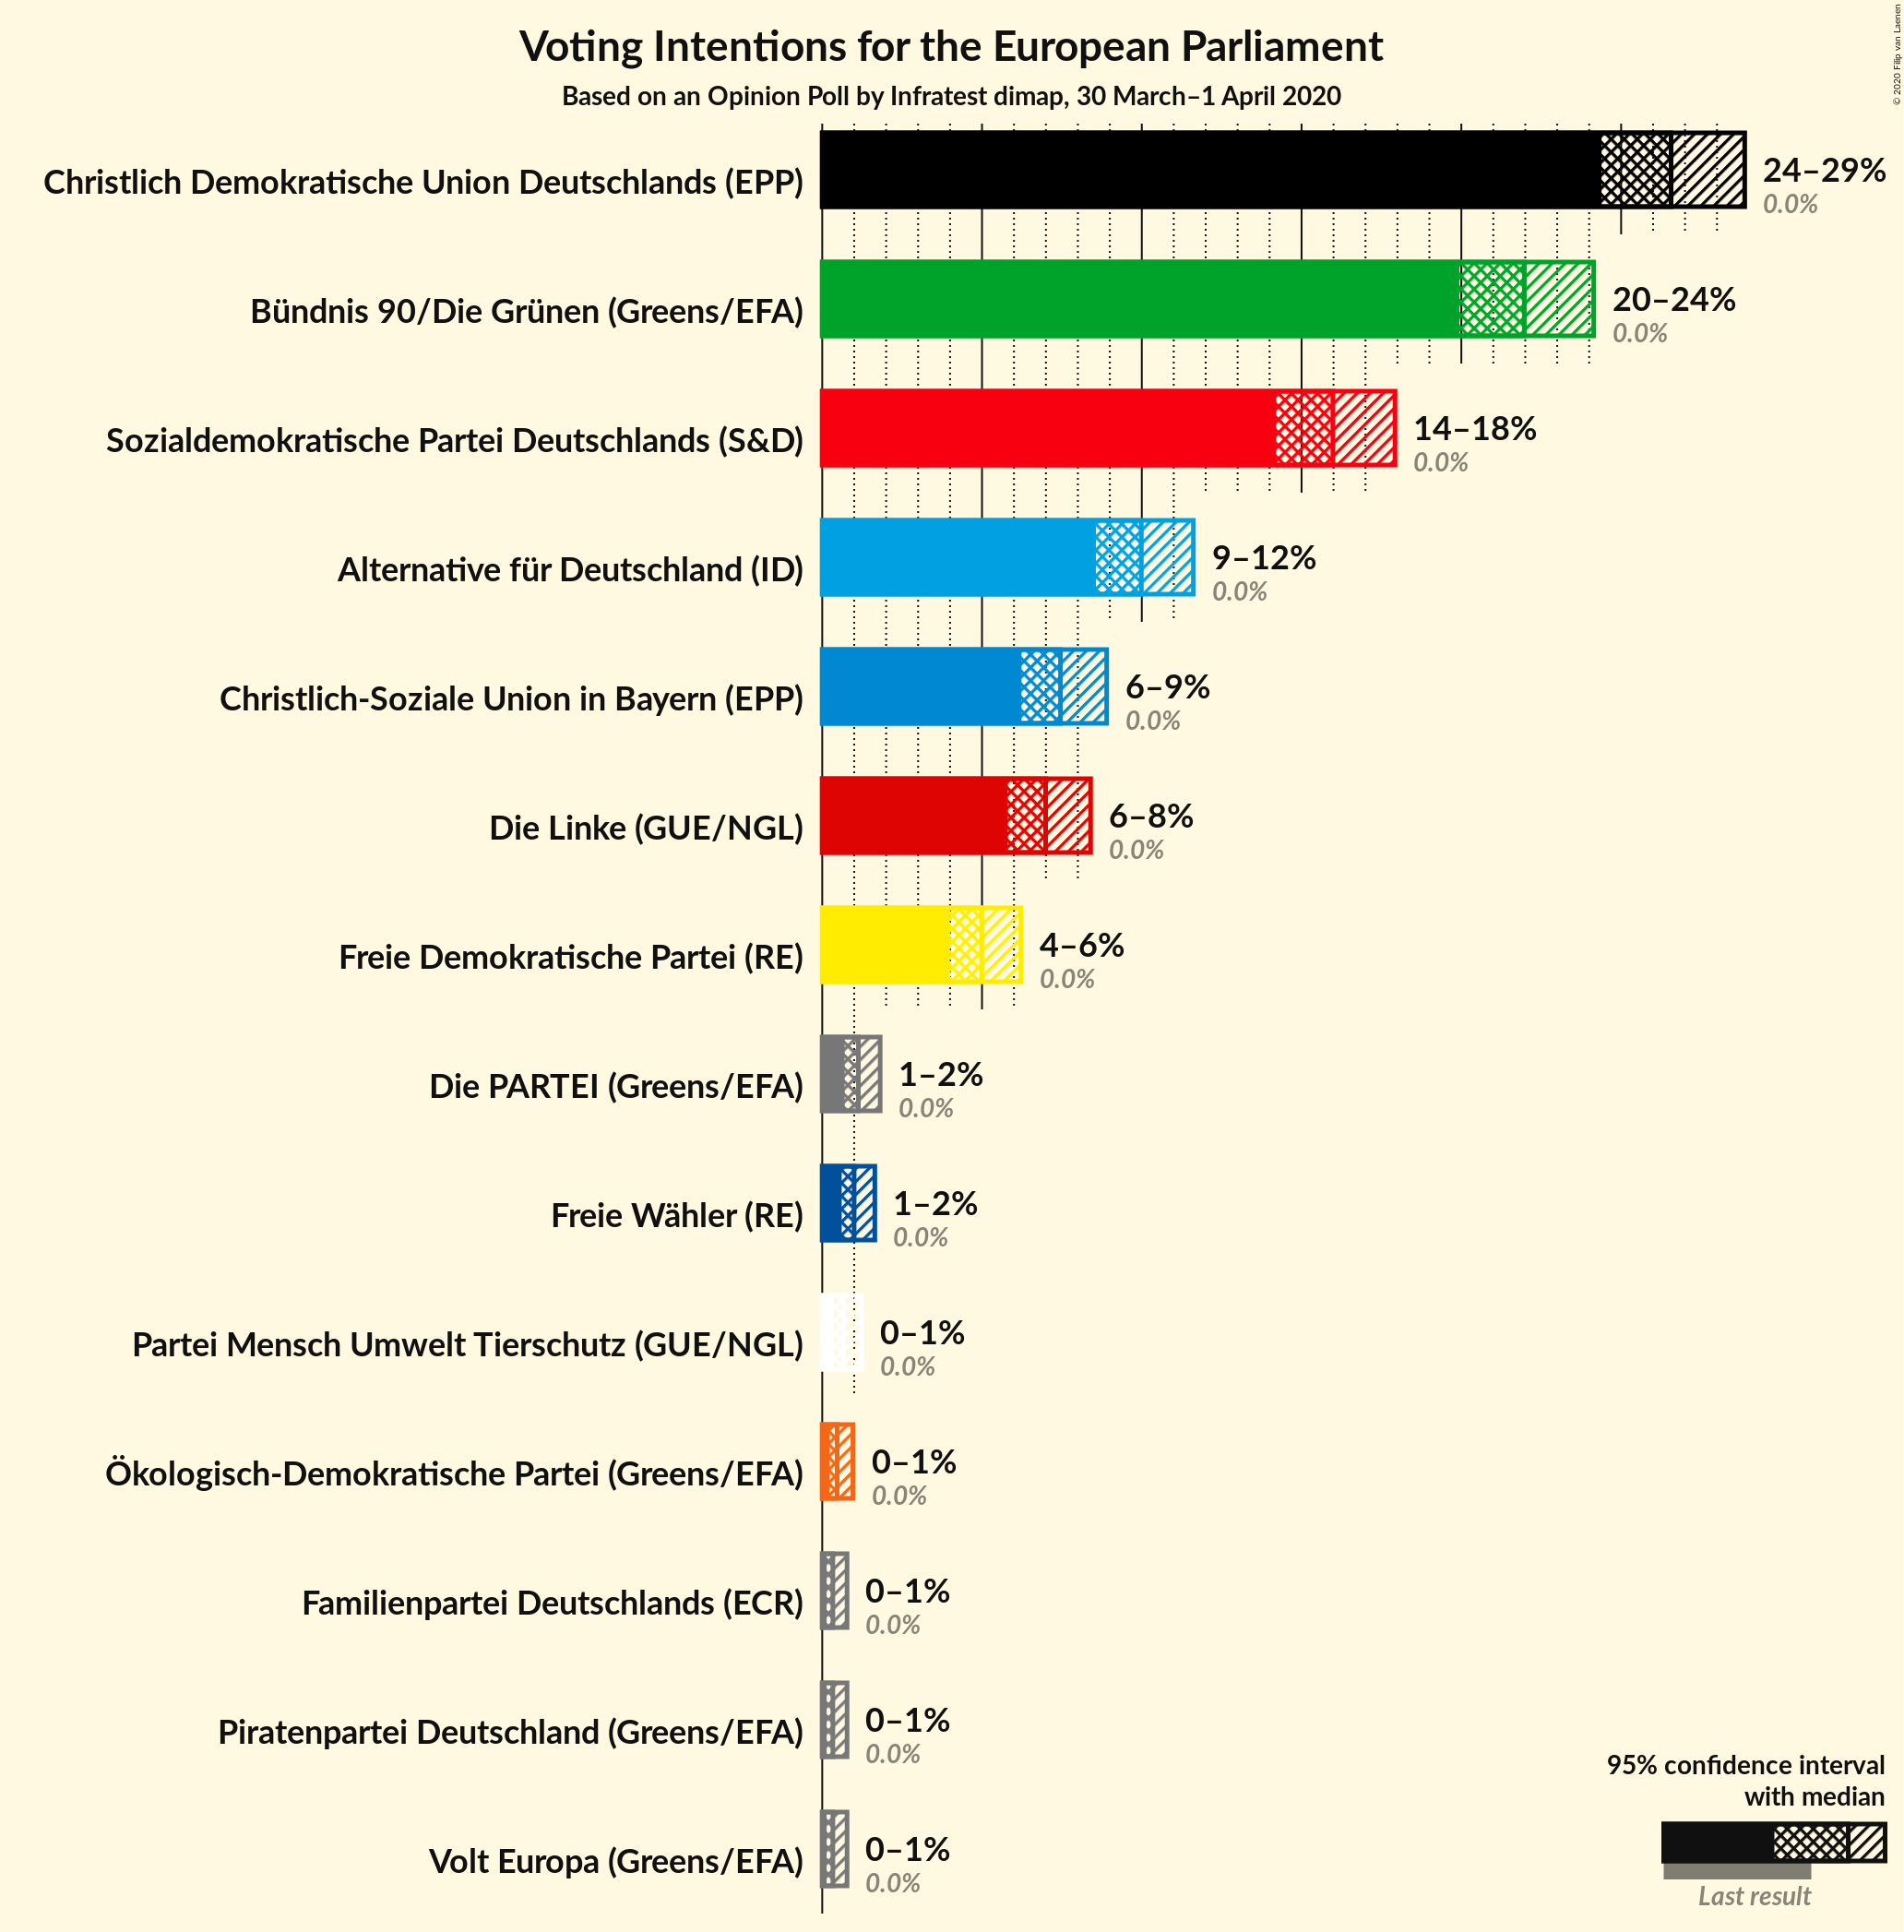 Voting Intentions for the European Parliament
Based on an Opinion Poll by Infratest dimap, 30 March–1 April 2020
© 2020 Filip van Laenen
Christlich Demokratische Union Deutschlands (EPP)
24–29%
0.0%
Bündnis 90/Die Grünen (Greens/EFA)
20–24%
0.0%
Sozialdemokratische Partei Deutschlands (S&D)
14–18%
0.0%
Alternative für Deutschland (ID)
9–12%
0.0%
Christlich-Soziale Union in Bayern (EPP)
6–9%
0.0%
Die Linke (GUE/NGL)
6–8%
0.0%
Freie Demokratische Partei (RE)
4–6%
0.0%
Die PARTEI (Greens/EFA)
1–2%
0.0%
Freie Wähler (RE)
1–2%
0.0%
Partei Mensch Umwelt Tierschutz (GUE/NGL)
0–1%
0.0%
Ökologisch-Demokratische Partei (Greens/EFA)
0–1%
0.0%
Familienpartei Deutschlands (ECR)
0–1%
0.0%
Piratenpartei Deutschland (Greens/EFA)
0–1%
0.0%
Volt Europa (Greens/EFA)
0–1%
0.0%
95% confidence interval
with median
Last result